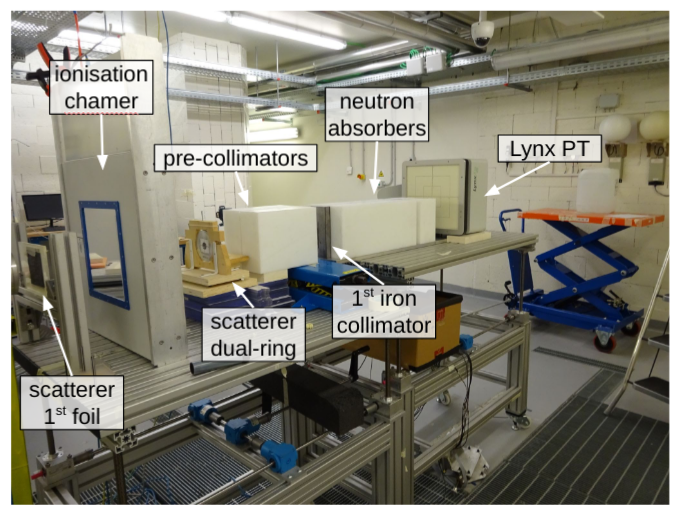 ionisation
chamer
neutron
absorbers
pre-collimators
Lynx PT
1st iron
collimator
scatterer
dual-ring
scatterer
1st foil